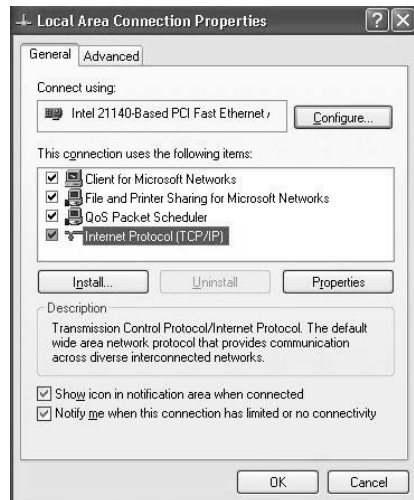 Local Area Connection Properties
General Advanced
Connect using:
Intel 21140-Based PCI Fast Ethernet
Configure...
This connection uses the following items:
Client for Microsoft Networks
File and Printer Sharing for Microsoft Networks
QoS Packet Scheduler
Internet Protocol (TCP/IP)
Install... Uninstall Properties
Description
Transmission Control Protocol/Internet Protocol. The default
wide area network protocol that provides communication
across diverse interconnected networks.
Show icon in notification area when connected
Notify me when this connection has limited or no connectivity
OK Cancel